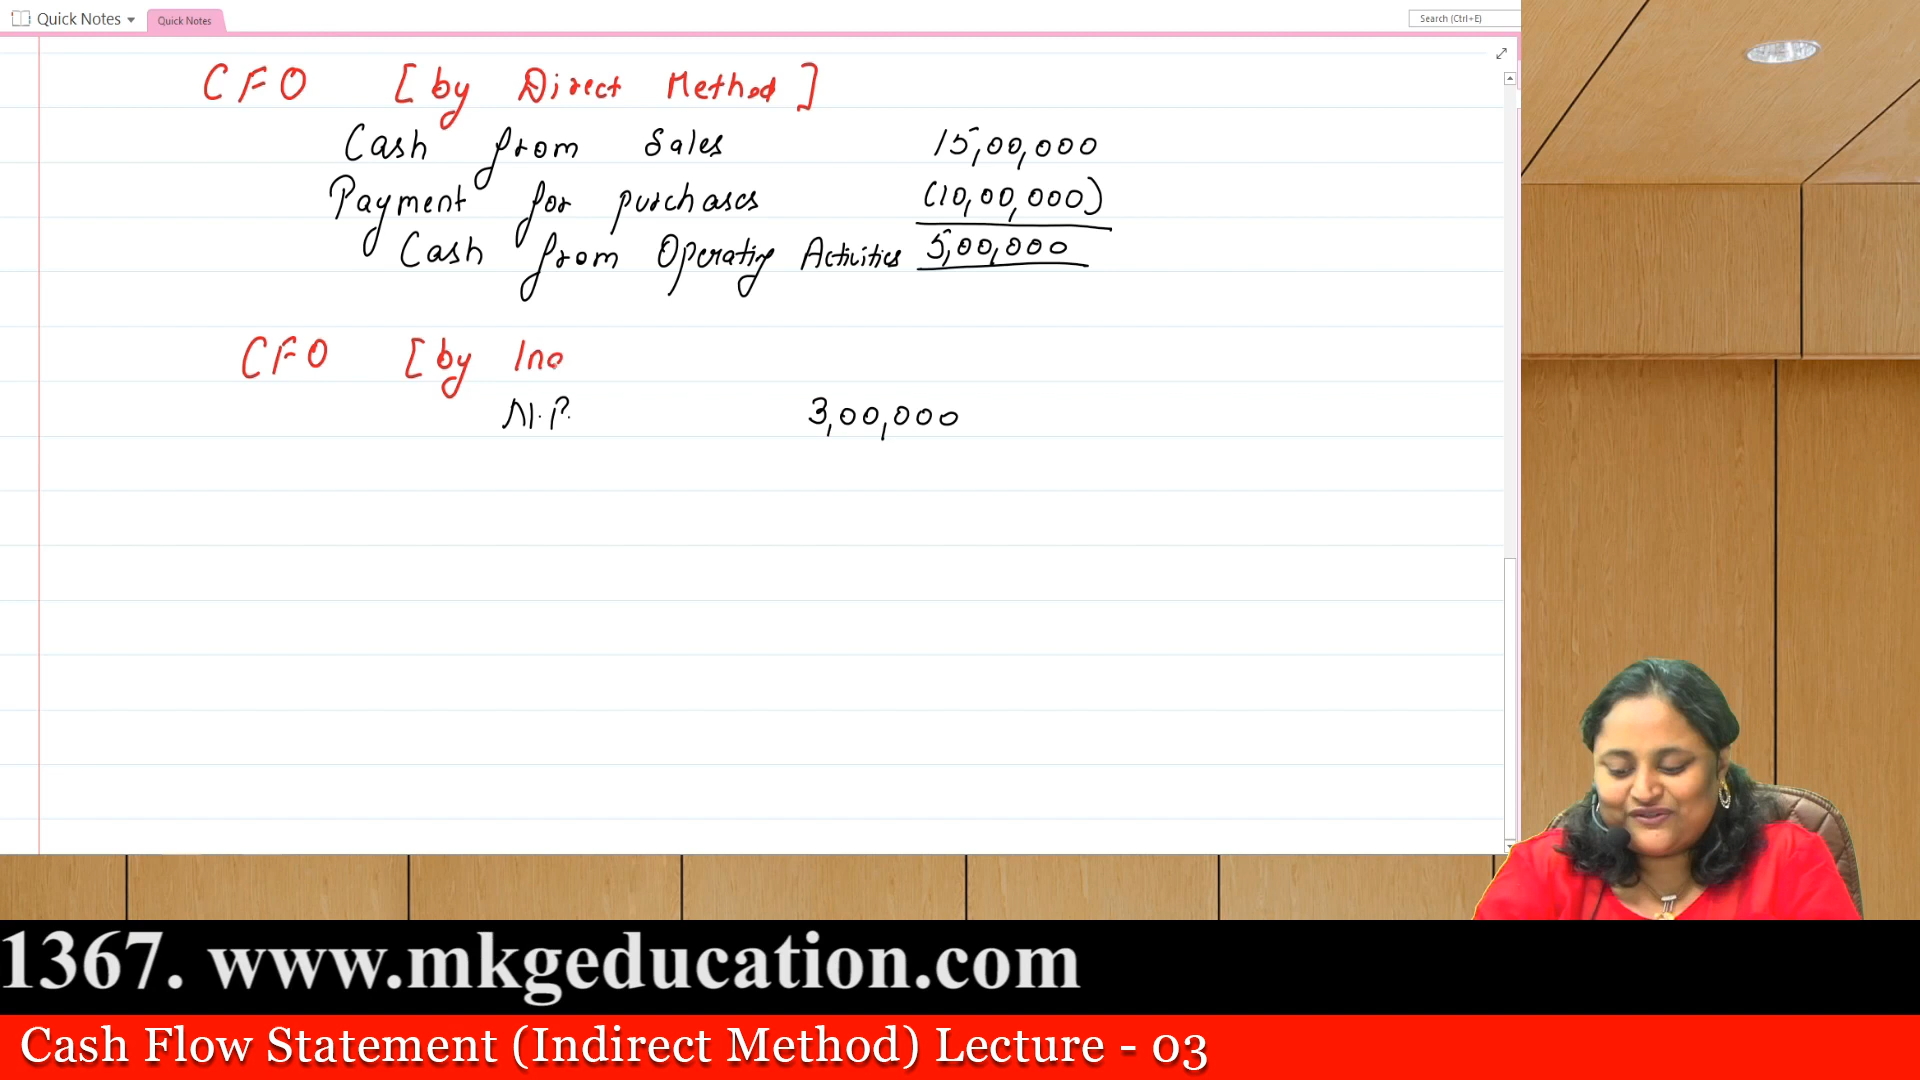 Quick Notes
Quick Notes
Search (Ctrl+E)
CFO [by Direct Method]
Cash from Sales 15,00,000
Payment for purchases (10,00,000)
Cash from Operating Activities 5,00,000
CFO [by Ind
N.P. 3,00,000
1367. www.mkgeducation.com
Cash Flow Statement (Indirect Method) Lecture - 03